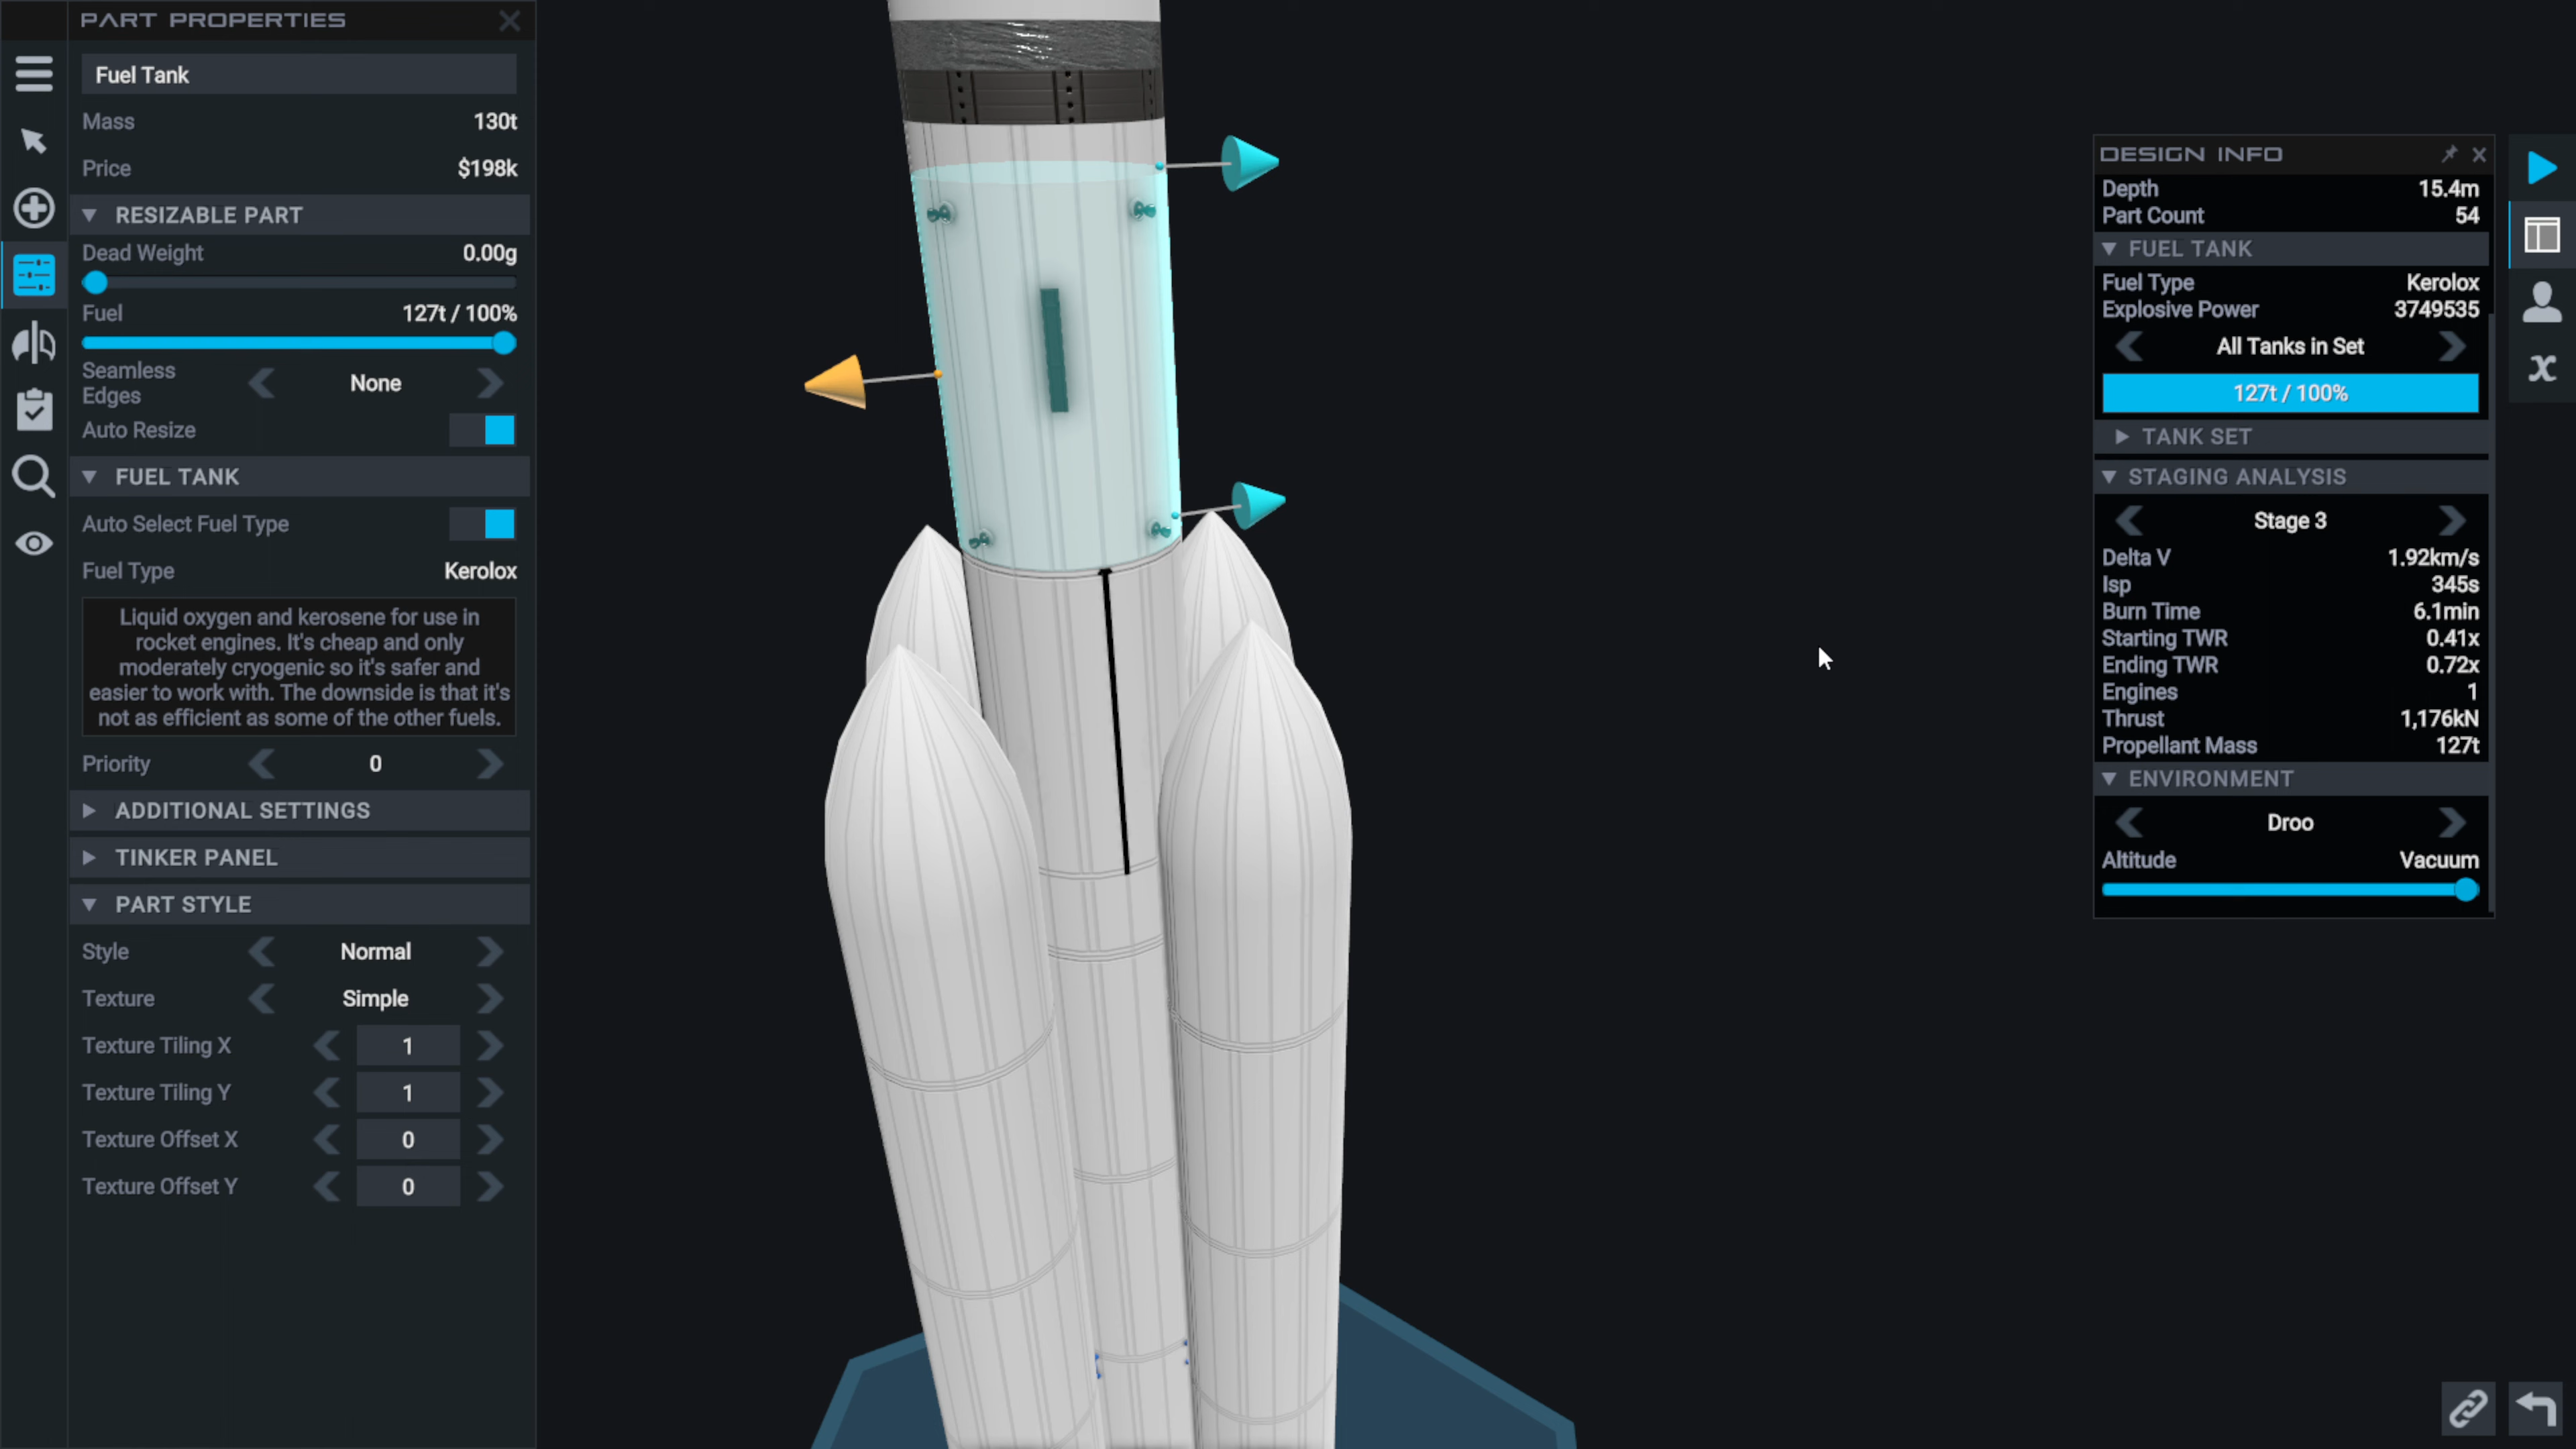 PART PROPERTIES
Fuel Tank
Mass 130t
Price $198k
RESIZABLE PART
Dead Weight 0.00g
Fuel 127t / 100%
Seamless Edges None
Auto Resize
FUEL TANK
Auto Select Fuel Type
Fuel Type Kerolox
Liquid oxygen and kerosene for use in
rocket engines. It's cheap and only
moderately cryogenic so it's safer and
easier to work with. The downside is that it's
not as efficient as some of the other fuels.
Priority 0
ADDITIONAL SETTINGS
TINKER PANEL
PART STYLE
Style Normal
Texture Simple
Texture Tiling X 1
Texture Tiling Y 1
Texture Offset X 0
Texture Offset Y 0
DESIGN INFO
Depth 15.4m
Part Count 54
FUEL TANK
Fuel Type Kerolox
Explosive Power 3749535
All Tanks in Set
127t / 100%
TANK SET
STAGING ANALYSIS
Stage 3
Delta V 1.92km/s
Isp 345s
Burn Time 6.1min
Starting TWR 0.41x
Ending TWR 0.72x
Engines 1
Thrust 1,176kN
Propellant Mass 127t
ENVIRONMENT
Droo
Altitude Vacuum
x